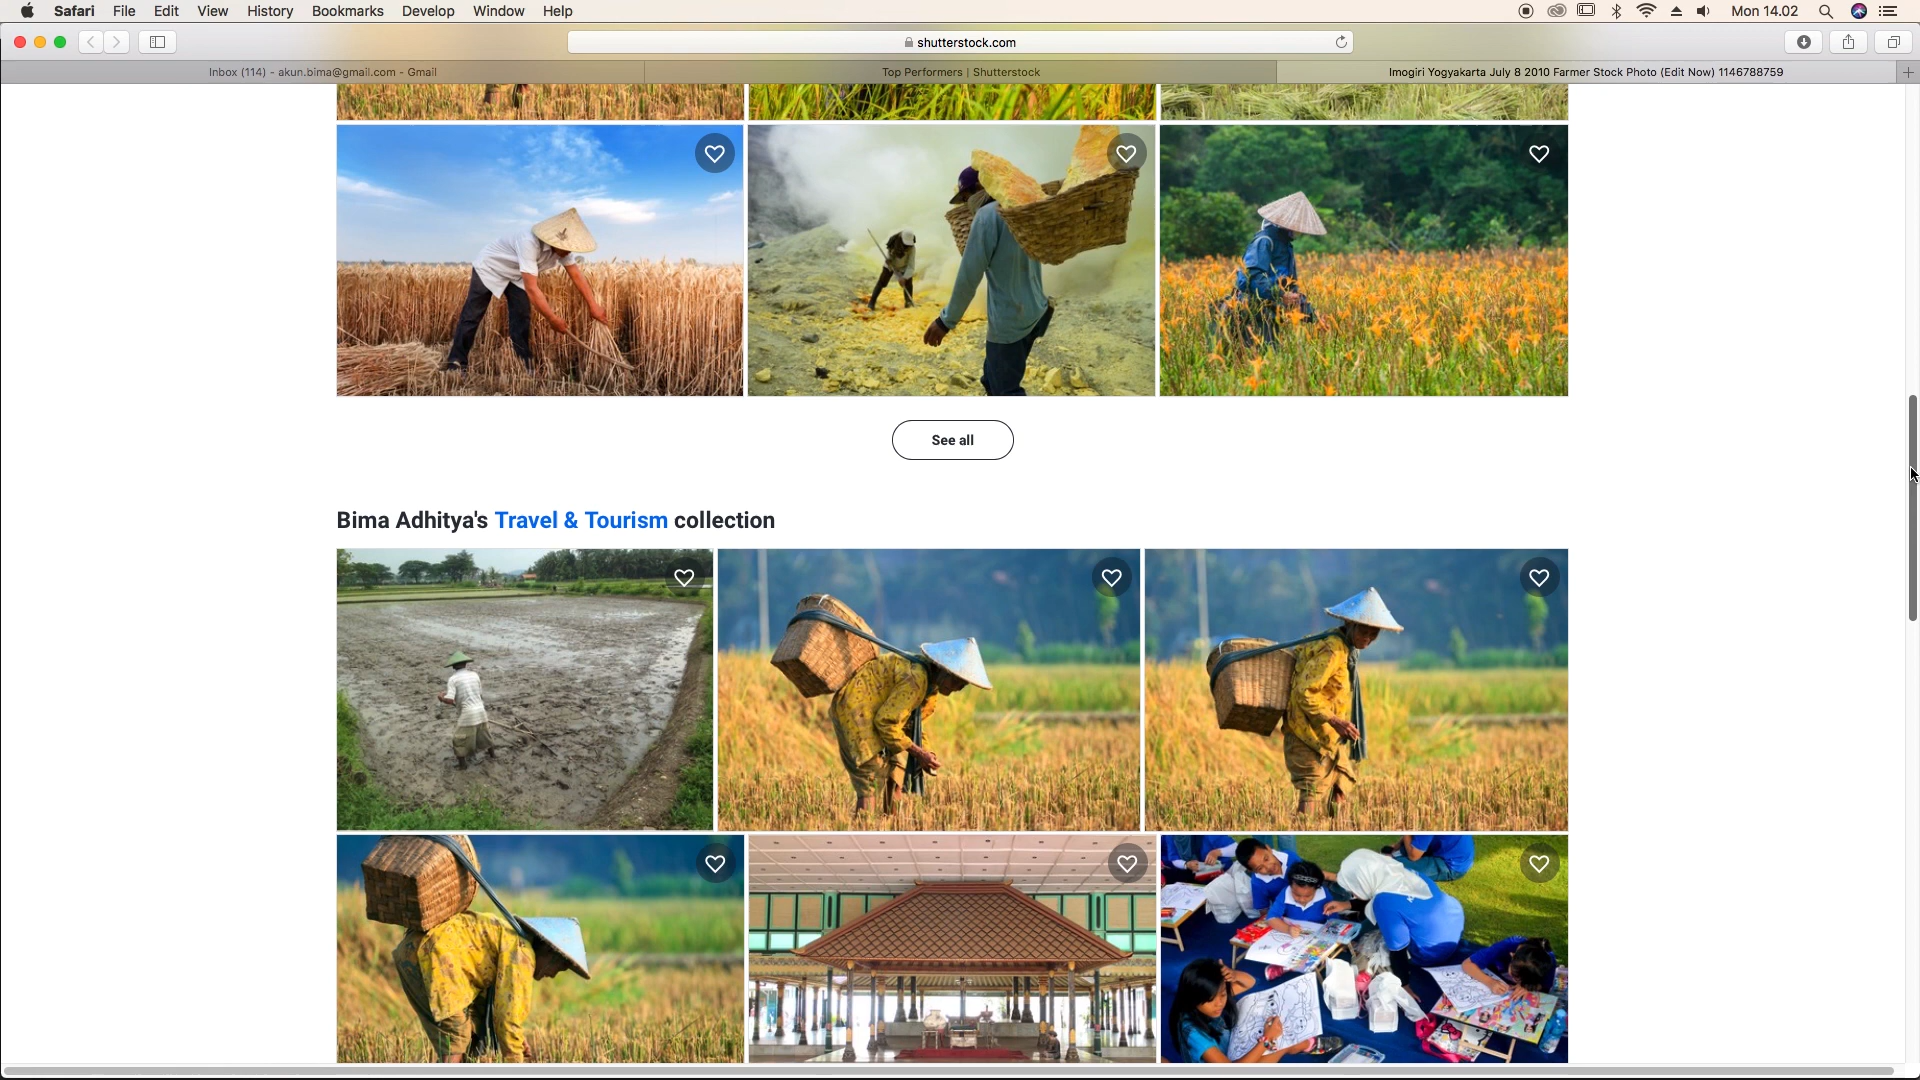 Safari File Edit View History Bookmarks Develop Window Help Mon 14.02
shutterstock.com
Inbox (114) - akun.bima@gmail.com - Gmail
Top Performers | Shutterstock
Imogiri Yogyakarta July 8 2010 Farmer Stock Photo (Edit Now) 1146788759
See all
Bima Adhitya's Travel & Tourism collection